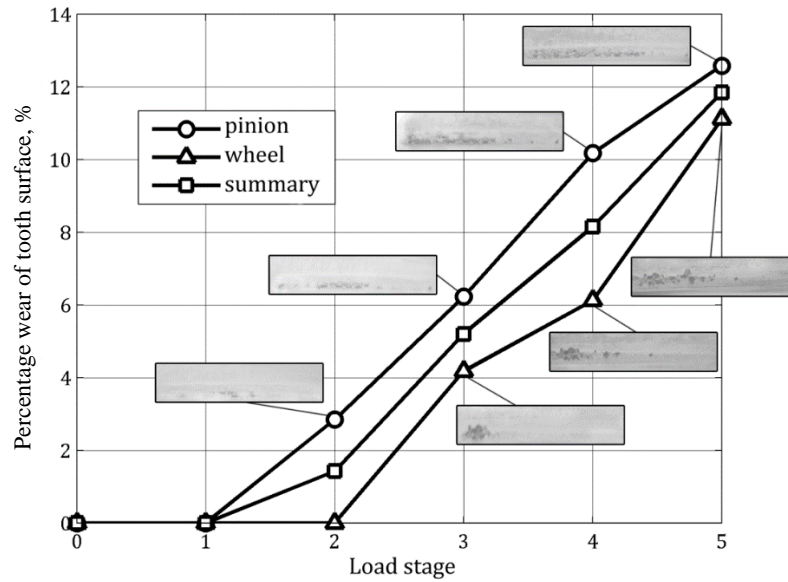 14
12
10
8
6
4
2
0
Percentage wear of tooth surface, %
pinion
wheel
summary
0 1 2 3 4 5
Load stage